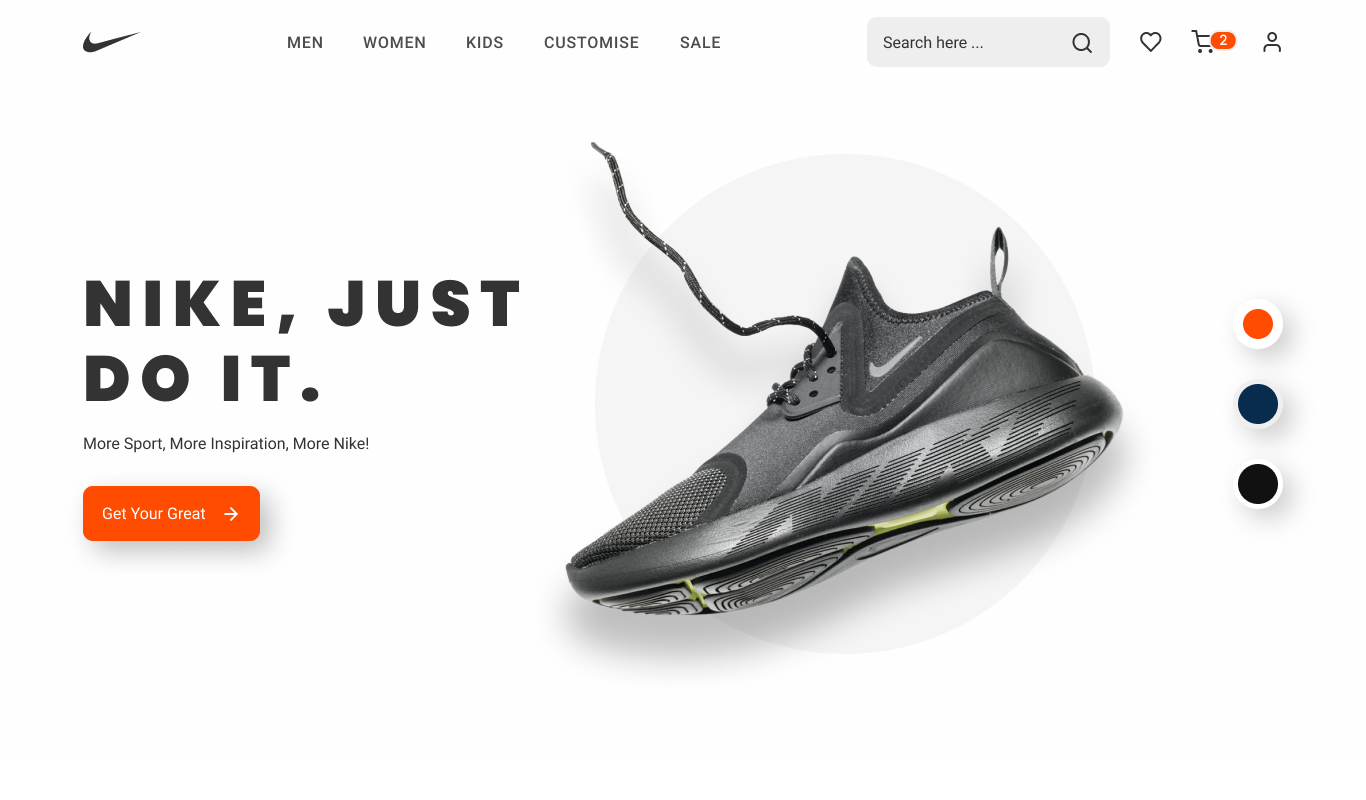 MEN WOMEN KIDS CUSTOMISE SALE Search here ... 2
NIKE, JUST
DO IT.
More Sport, More Inspiration, More Nike!
Get Your Great